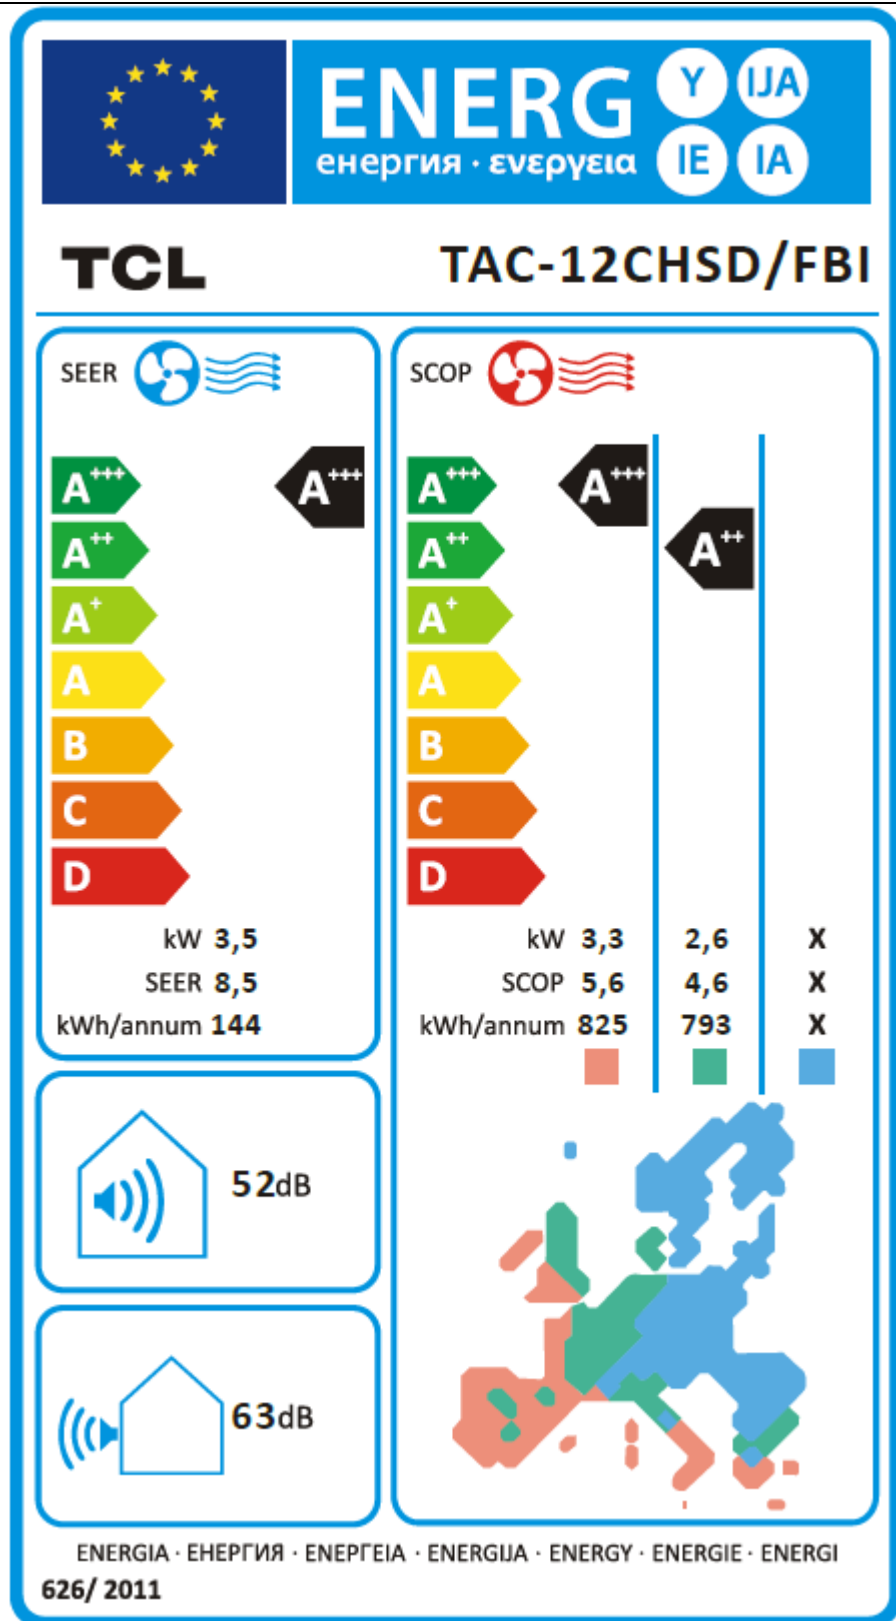 ENERG Y IJA
енергия · ενεργεια IE IA
TCL TAC-12CHSD/FBI
SEER
A+++ A+++
A++
A+
A
B
C
D
kW 3,5
SEER 8,5
kWh/annum 144
SCOP
A+++ A+++
A++ A++
A+
A
B
C
D
kW 3,3 2,6 X
SCOP 5,6 4,6 X
kWh/annum 825 793 X
52dB
63dB
ENERGIA · ЕНЕРГИЯ · ΕΝΕΡΓΕΙΑ · ENERGIJA · ENERGY · ENERGIE · ENERGI
626/ 2011